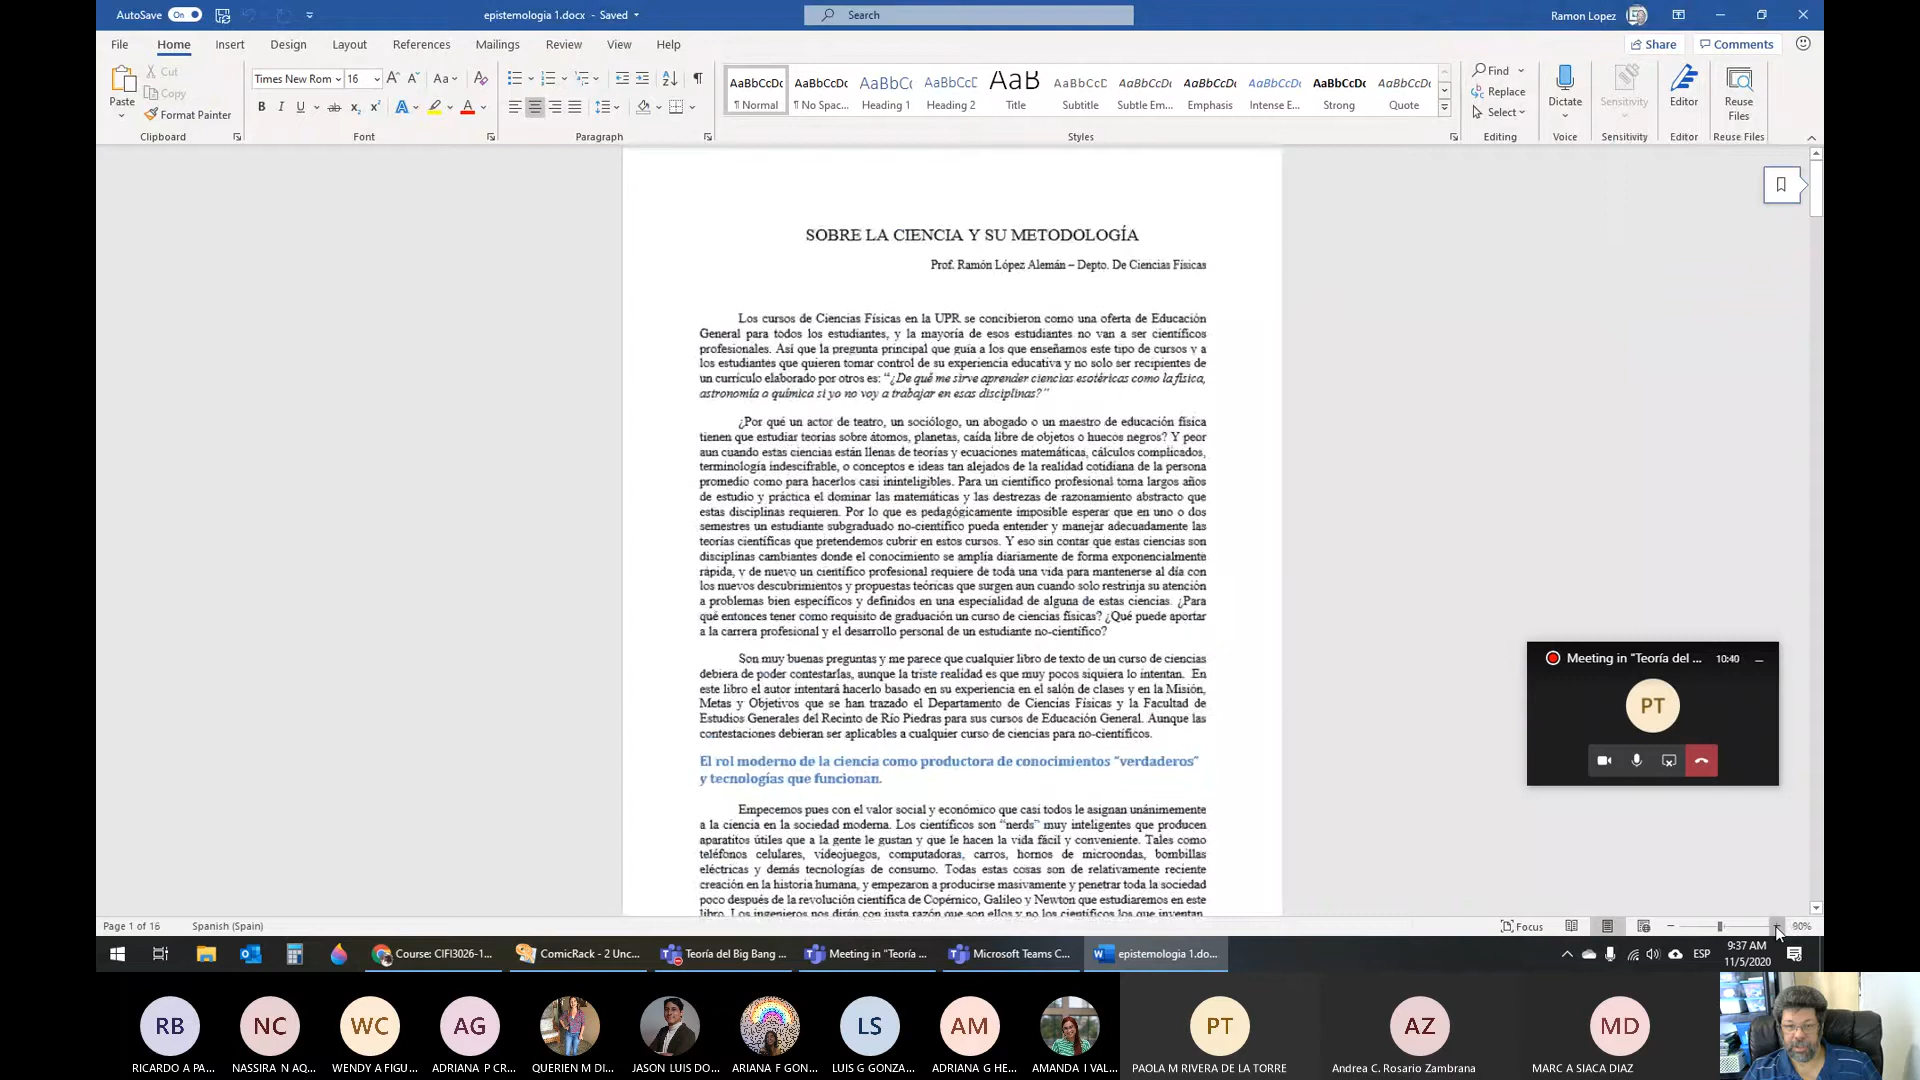 AutoSave On epistemologia 1.docx - Saved Search Ramon Lopez
File Home Insert Design Layout References Mailings Review View Help Share Comments
Paste Cut Copy Format Painter
Times New Rom 16
AaBbCcDc AaBbCcDc AaBbCc AaBbCcC AaB AaBbCcD AaBbCcDc AaBbCcDc AaBbCcDc AaBbCcDc AaBbCcDc
¶ Normal ¶ No Spac... Heading 1 Heading 2 Title Subtitle Subtle Em... Emphasis Intense E... Strong Quote
Find Replace Select
Dictate Sensitivity Editor Reuse Files
Clipboard Font Paragraph Styles Editing Voice Sensitivity Editor Reuse Files
SOBRE LA CIENCIA Y SU METODOLOGÍA
Prof. Ramón López Alemán – Depto. De Ciencias Físicas
Los cursos de Ciencias Físicas en la UPR se concibieron como una oferta de Educación
General para todos los estudiantes, y la mayoría de esos estudiantes no van a ser científicos
profesionales. Así que la pregunta principal que guía a los que enseñamos este tipo de cursos y a
los estudiantes que quieren tomar control de su experiencia educativa y no solo ser recipientes de
un currículo elaborado por otros es: “¿De qué me sirve aprender ciencias esotéricas como la física,
astronomía o química si yo no voy a trabajar en esas disciplinas?”
¿Por qué un actor de teatro, un sociólogo, un abogado o un maestro de educación física
tienen que estudiar teorías sobre átomos, planetas, caída libre de objetos o huecos negros? Y peor
aun cuando estas ciencias están llenas de teorías y ecuaciones matemáticas, cálculos complicados,
terminología indescifrable, o conceptos e ideas tan alejados de la realidad cotidiana de la persona
promedio como para hacerlos casi ininteligibles. Para un científico profesional toma largos años
de estudio y práctica el dominar las matemáticas y las destrezas de razonamiento abstracto que
estas disciplinas requieren. Por lo que es pedagógicamente imposible esperar que en uno o dos
semestres un estudiante subgraduado no-científico pueda entender y manejar adecuadamente las
teorías científicas que pretendemos cubrir en estos cursos. Y eso sin contar que estas ciencias son
disciplinas cambiantes donde el conocimiento se amplía diariamente de forma exponencialmente
rápida, y de nuevo un científico profesional requiere de toda una vida para mantenerse al día con
los nuevos descubrimientos y propuestas teóricas que surgen aun cuando solo restrinja su atención
a problemas bien específicos y definidos en una especialidad de alguna de estas ciencias. ¿Para
qué entonces tener como requisito de graduación un curso de ciencias físicas? ¿Qué puede aportar
a la carrera profesional y el desarrollo personal de un estudiante no-científico?
Son muy buenas preguntas y me parece que cualquier libro de texto de un curso de ciencias
debiera de poder contestarlas, aunque la triste realidad es que muy pocos siquiera lo intentan. En
este libro el autor intentará hacerlo basado en su experiencia en el salón de clases y en la Misión,
Metas y Objetivos que se han trazado el Departamento de Ciencias Físicas y la Facultad de
Estudios Generales del Recinto de Río Piedras para sus cursos de Educación General. Aunque las
contestaciones debieran ser aplicables a cualquier curso de ciencias para no-científicos.
El rol moderno de la ciencia como productora de conocimientos “verdaderos”
y tecnologías que funcionan.
Empecemos pues con el valor social y económico que casi todos le asignan unánimemente
a la ciencia en la sociedad moderna. Los científicos son “nerds” muy inteligentes que producen
aparatitos útiles que a la gente le gustan y que le hacen la vida fácil y conveniente. Tales como
teléfonos celulares, videojuegos, computadoras, carros, hornos de microondas, bombillas
eléctricas y demás tecnologías de consumo. Todas estas cosas son de relativamente reciente
creación en la historia humana, y empezaron a producirse masivamente y penetrar toda la sociedad
poco después de la revolución científica de Copérnico, Galileo y Newton que estudiaremos en este
libro. Los ingenieros nos dirán con justa razón que son ellos y no los científicos los que inventan
Meeting in “Teoría del ... 10:40
PT
Page 1 of 16 Spanish (Spain) Focus 90%
Course: CIFI3026-1... ComicRack - 2 Unc... Teoría del Big Bang ... Meeting in “Teoría ... Microsoft Teams C... epistemologia 1.do... ESP 9:37 AM
11/5/2020
RB NC WC AG LS AM PT AZ MD
RICARDO A PA... NASSIRA N AQ... WENDY A FIGU... ADRIANA P CR... QUERIEN M DI... JASON LUIS DO... ARIANA F GON... LUIS G GONZA... ADRIANA G HE... AMANDA I VAL... PAOLA M RIVERA DE LA TORRE Andrea C. Rosario Zambrana MARC A SIACA DIAZ